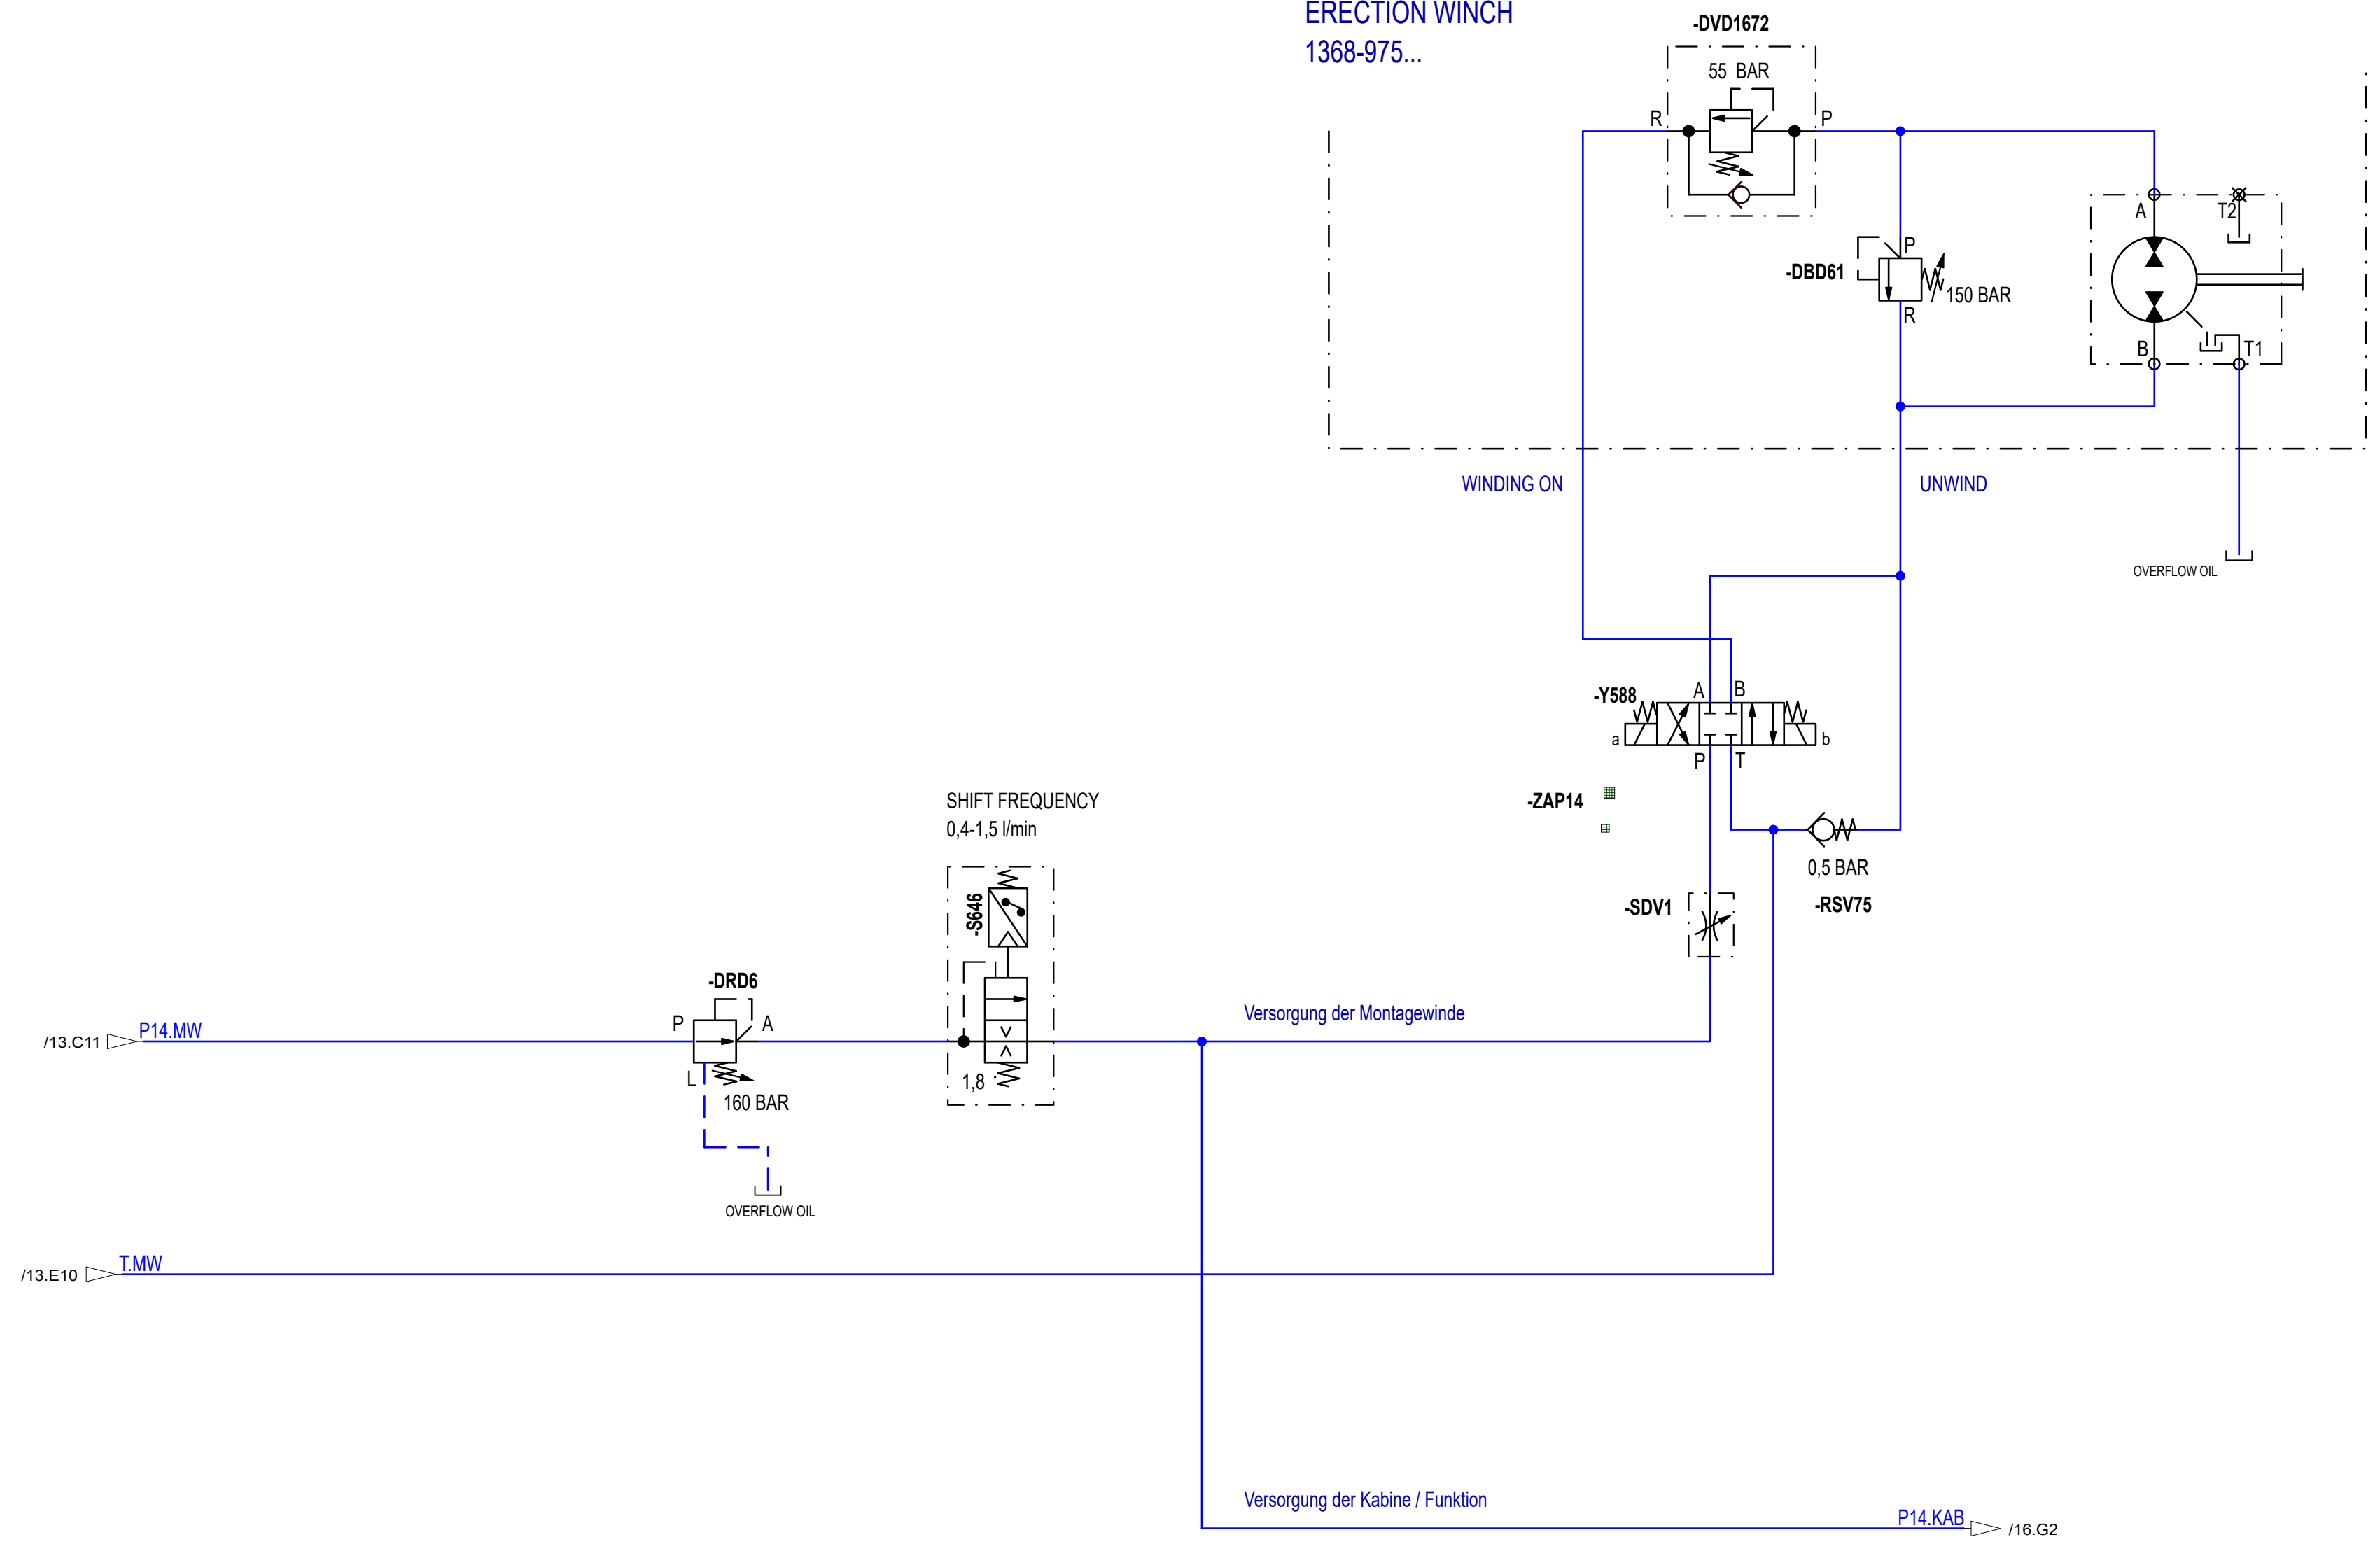 ERECTION WINCH
1368-975...
-DVD1672
55 BAR
R
P
A
T2
P
-DBD61
150 BAR
R
B
T1
WINDING ON
UNWIND
OVERFLOW OIL
-Y588
A
B
a
b
P
T
-ZAP14
SHIFT FREQUENCY
0,4-1,5 l/min
0,5 BAR
-RSV75
-SDV1
-S646
-DRD6
Versorgung der Montagewinde
P
A
P14.MW
/13.C11
L
1,8
160 BAR
OVERFLOW OIL
T.MW
/13.E10
Versorgung der Kabine / Funktion
P14.KAB
/16.G2